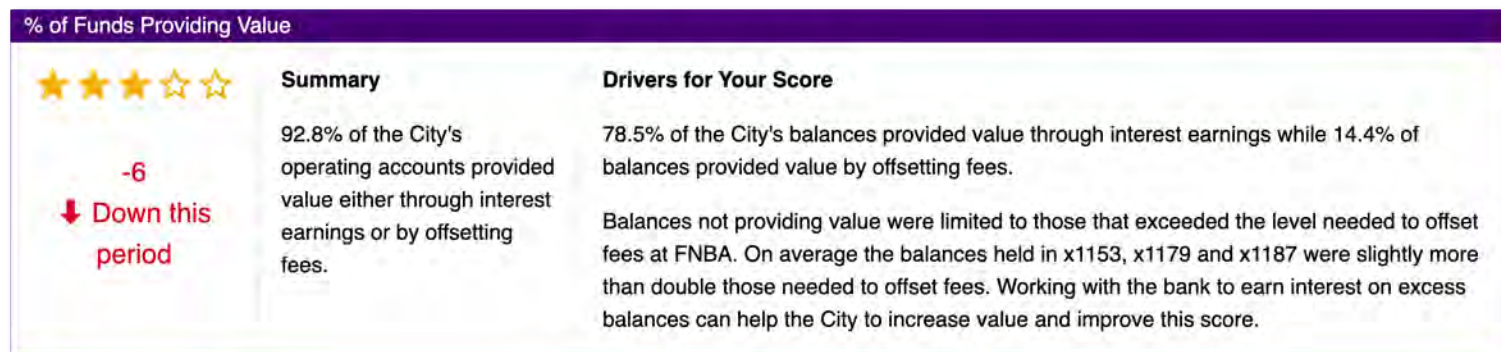 % of Funds Providing Value
-6
Down this
period
Summary
92.8% of the City's
operating accounts provided
value either through interest
earnings or by offsetting
fees.
Drivers for Your Score
78.5% of the City's balances provided value through interest earnings while 14.4% of
balances provided value by offsetting fees.
Balances not providing value were limited to those that exceeded the level needed to offset
fees at FNBA. On average the balances held in x1153, x1179 and x1187 were slightly more
than double those needed to offset fees. Working with the bank to earn interest on excess
balances can help the City to increase value and improve this score.